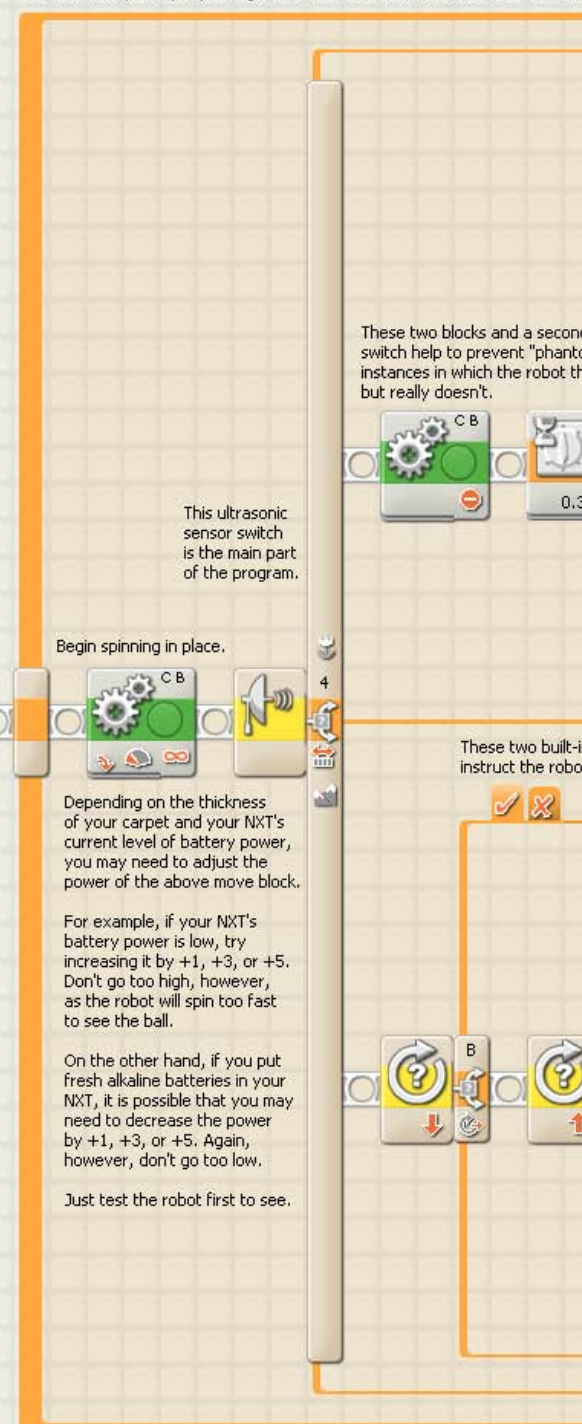 These two blocks and a second
switch help to prevent "phanto
instances in which the robot th
but really doesn't.
C B
0.3
This ultrasonic
sensor switch
is the main part
of the program.
Begin spinning in place.
C B
4
These two built-i
instruct the robo
Depending on the thickness
of your carpet and your NXT's
current level of battery power,
you may need to adjust the
power of the above move block.
For example, if your NXT's
battery power is low, try
increasing it by +1, +3, or +5.
Don't go too high, however,
as the robot will spin too fast
to see the ball.
On the other hand, if you put
fresh alkaline batteries in your
NXT, it is possible that you may
need to decrease the power
by +1, +3, or +5. Again,
however, don't go too low.
Just test the robot first to see.
B